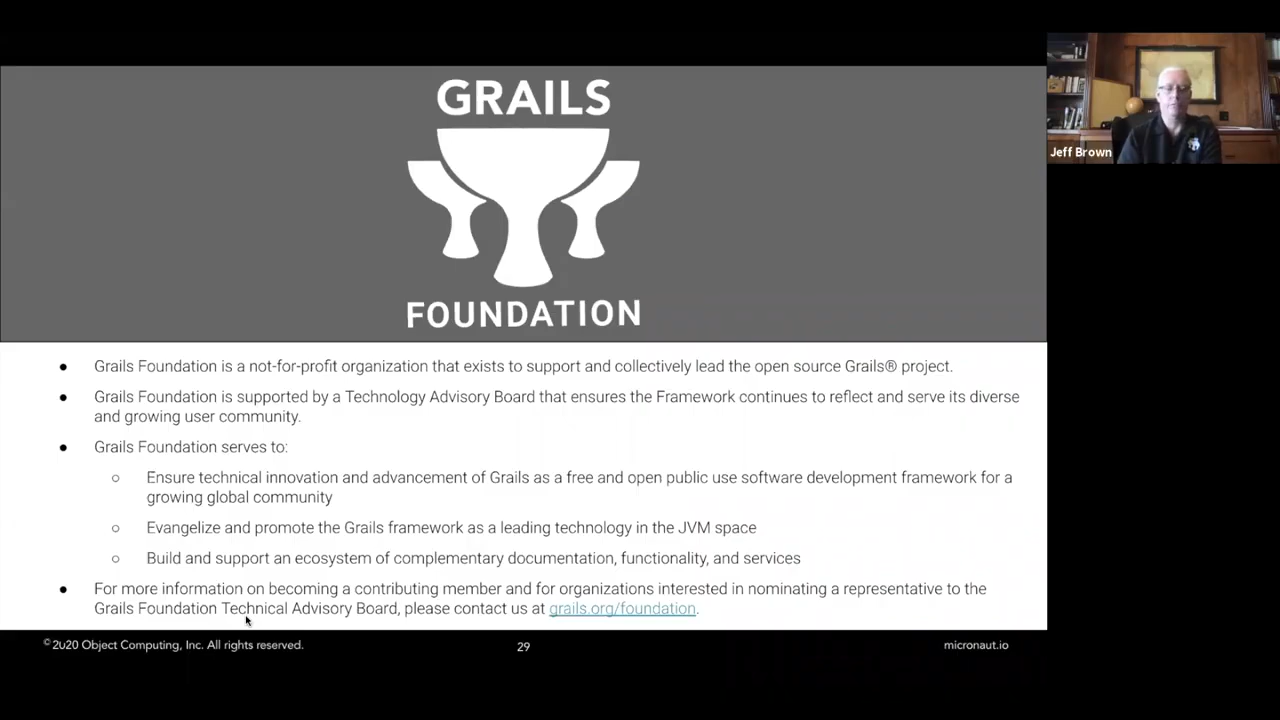 GRAILS
FOUNDATION
Jeff Brown
● Grails Foundation is a not-for-profit organization that exists to support and collectively lead the open source Grails® project.
● Grails Foundation is supported by a Technology Advisory Board that ensures the Framework continues to reflect and serve its diverse
and growing user community.
● Grails Foundation serves to:
○ Ensure technical innovation and advancement of Grails as a free and open public use software development framework for a
growing global community
○ Evangelize and promote the Grails framework as a leading technology in the JVM space
○ Build and support an ecosystem of complementary documentation, functionality, and services
● For more information on becoming a contributing member and for organizations interested in nominating a representative to the
Grails Foundation Technical Advisory Board, please contact us at grails.org/foundation.
© 2020 Object Computing, Inc. All rights reserved.
29
micronaut.io